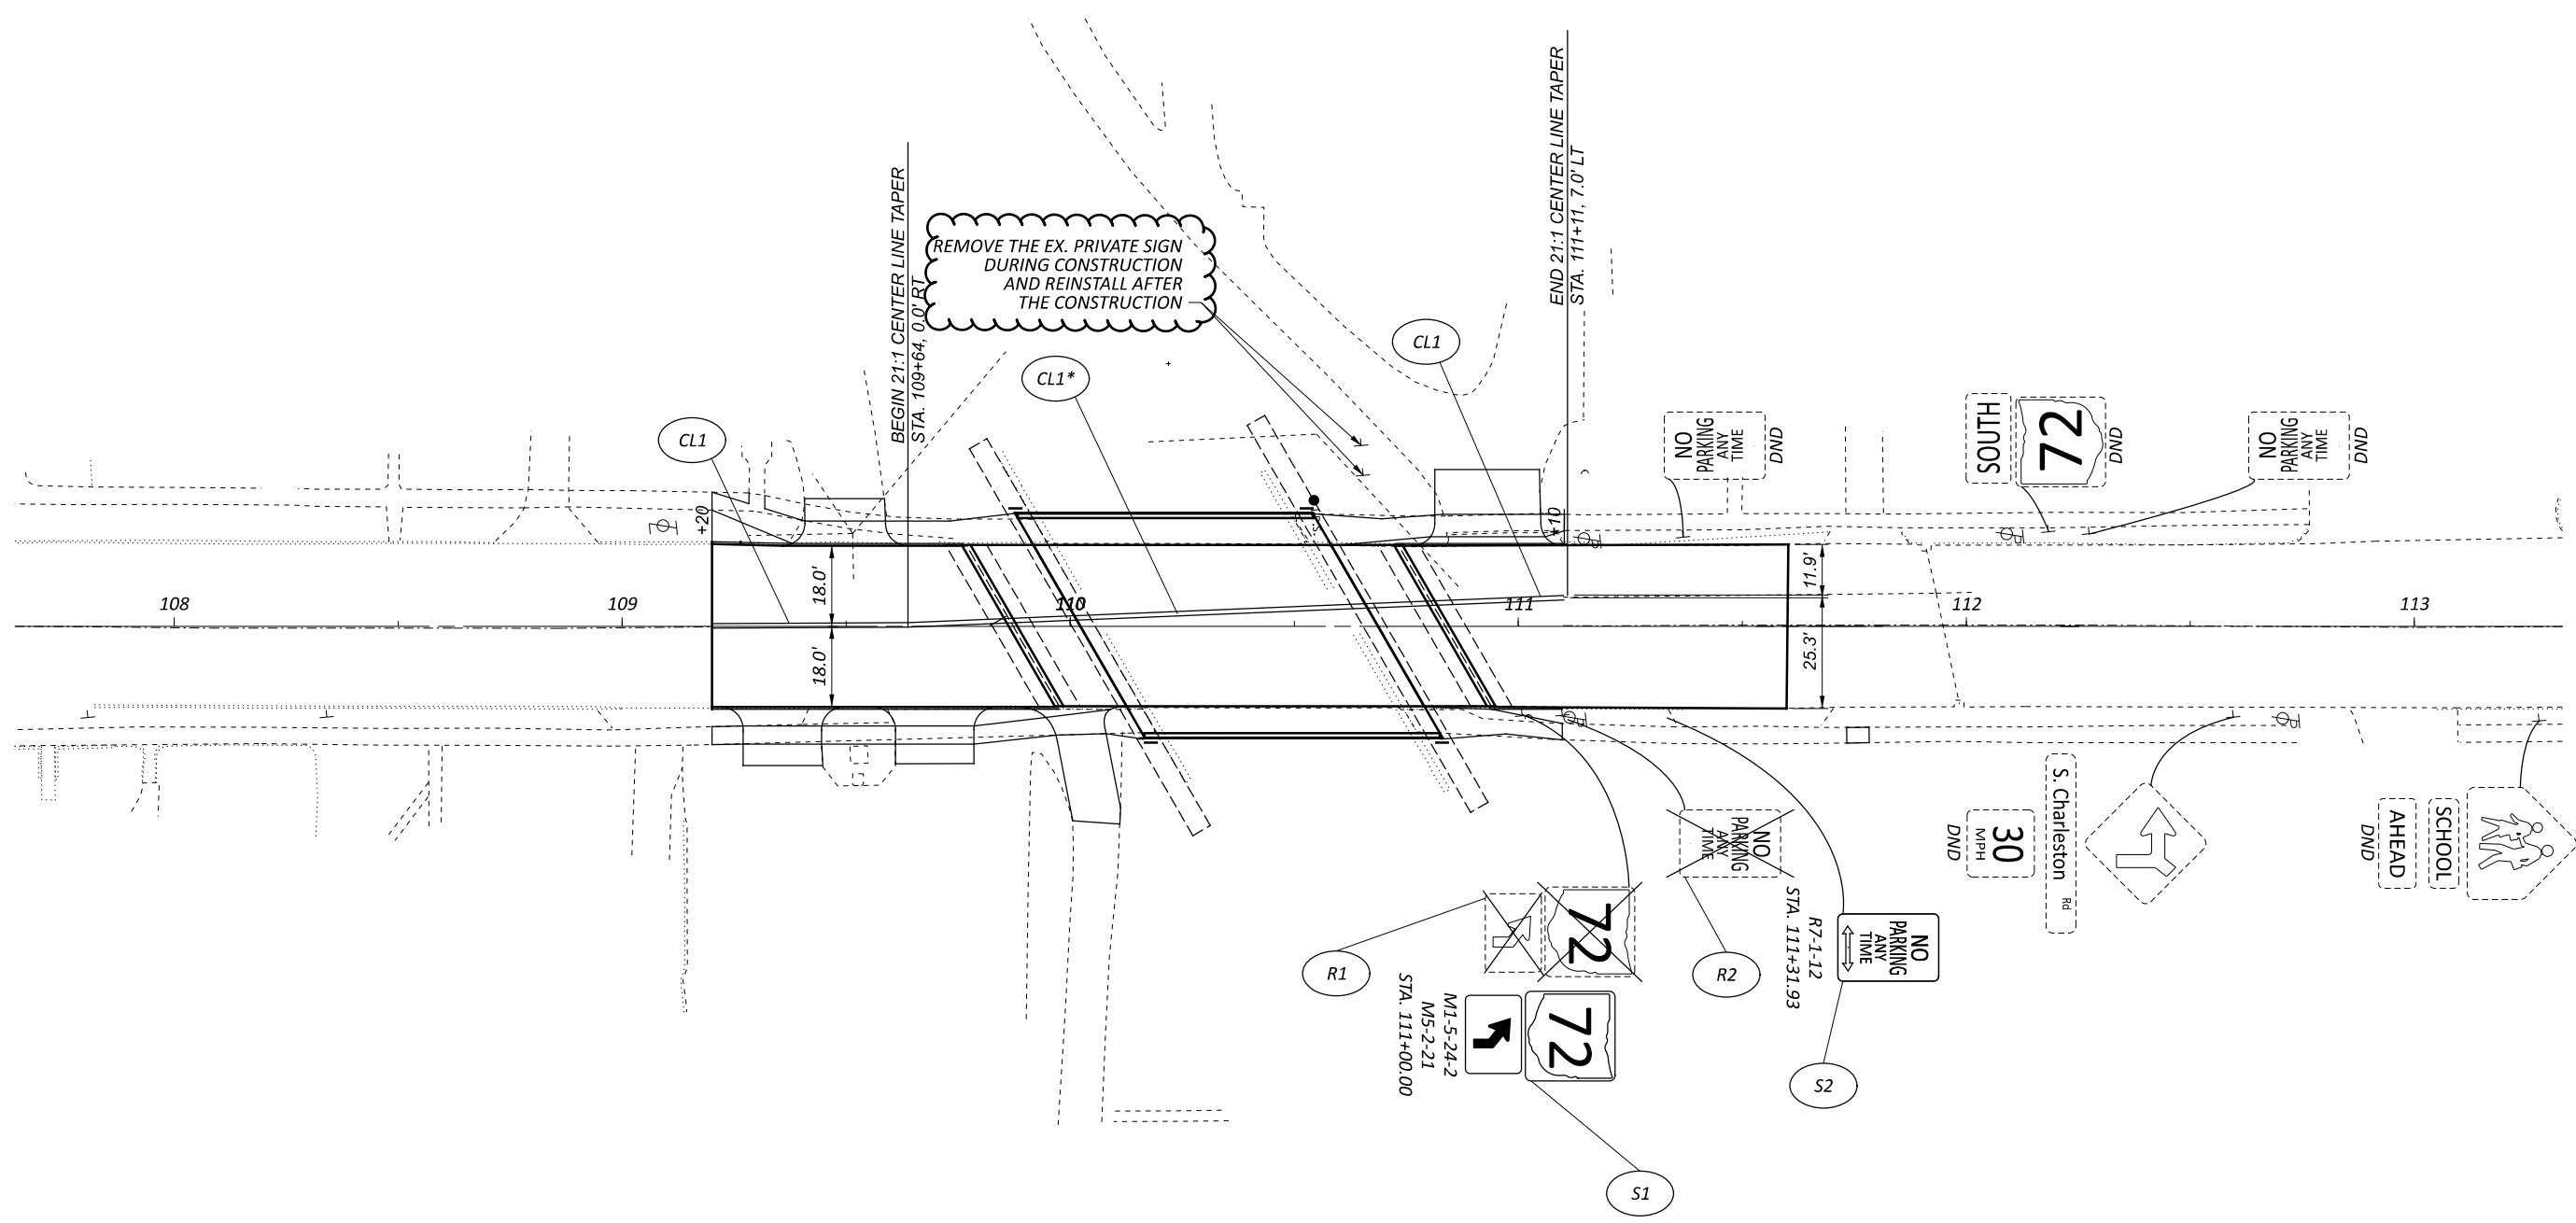 BEGIN 21:1 CENTER LINE TAPER
STA. 109+64, 0.0' RT
REMOVE THE EX. PRIVATE SIGN
DURING CONSTRUCTION
AND REINSTALL AFTER
THE CONSTRUCTION
END 21:1 CENTER LINE TAPER
STA. 111+11, 7.0' LT
CL1
CL1*
CL1
NO
PARKING
ANY
TIME
DND
SOUTH
72
DND
NO
PARKING
ANY
TIME
DND
+20
+10
18.0'
18.0'
11.9'
25.3'
108
109
110
111
112
113
NO
PARKING
ANY
TIME
R2
72
R1
M1-5-24-2
M5-2-21
STA. 111+00.00
72
S1
R7-1-12
STA. 111+31.93
NO
PARKING
ANY
TIME
S2
S. Charleston Rd
30
MPH
DND
SCHOOL
AHEAD
DND